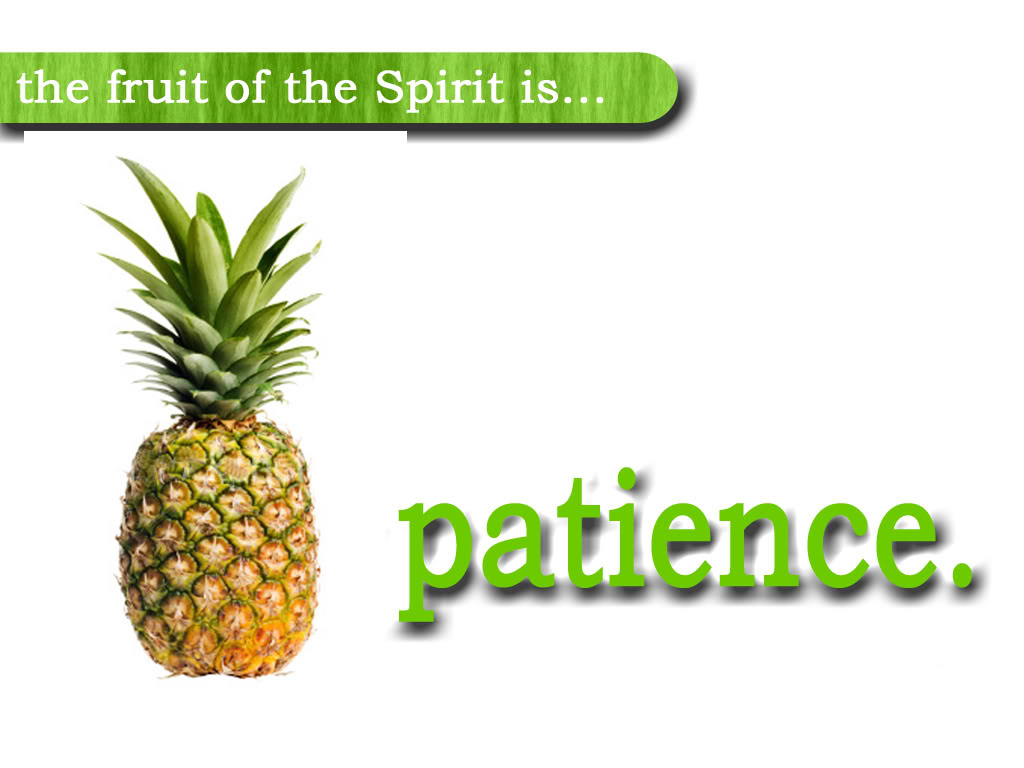 the fruit of the Spirit is...
patience.